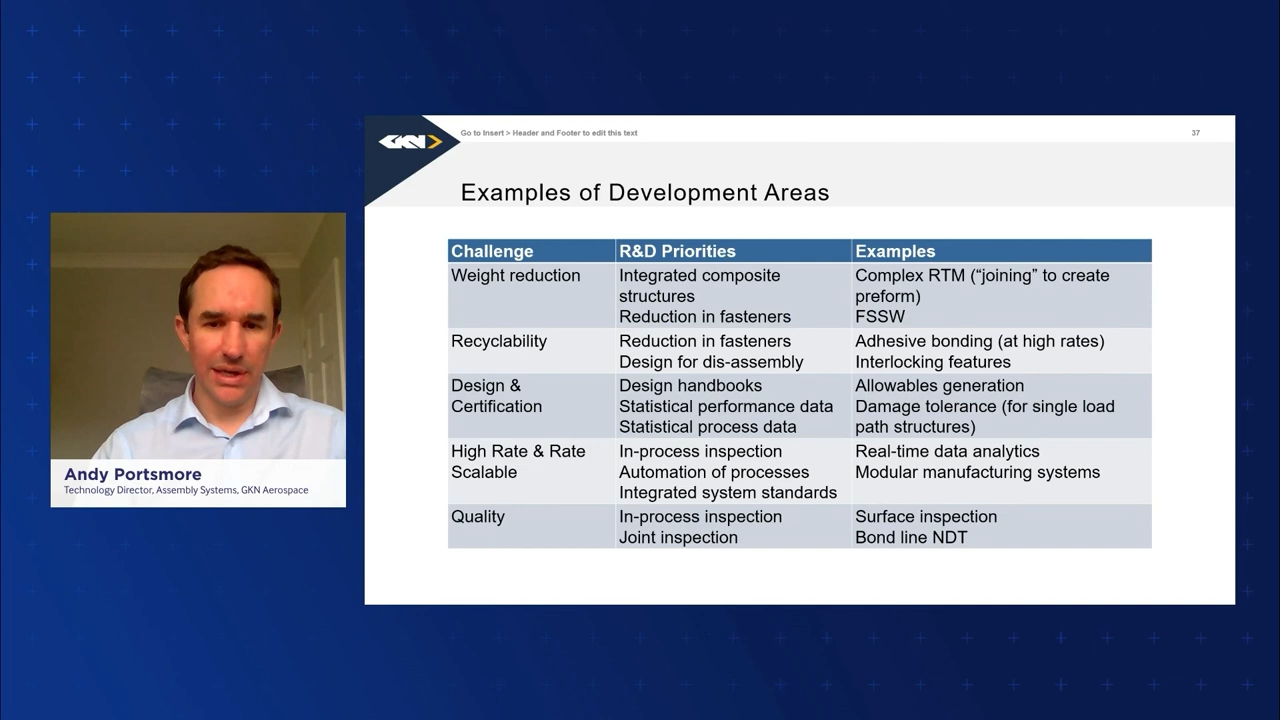 GKN
Go to Insert > Header and Footer to edit this text
37
Examples of Development Areas
Challenge
R&D Priorities
Examples
Weight reduction
Integrated composite
structures
Reduction in fasteners
Complex RTM (“joining” to create
preform)
FSSW
Recyclability
Reduction in fasteners
Design for dis-assembly
Adhesive bonding (at high rates)
Interlocking features
Design &
Certification
Design handbooks
Statistical performance data
Statistical process data
Allowables generation
Damage tolerance (for single load
path structures)
High Rate & Rate
Scalable
In-process inspection
Automation of processes
Integrated system standards
Real-time data analytics
Modular manufacturing systems
Quality
In-process inspection
Joint inspection
Surface inspection
Bond line NDT
Andy Portsmore
Technology Director, Assembly Systems, GKN Aerospace